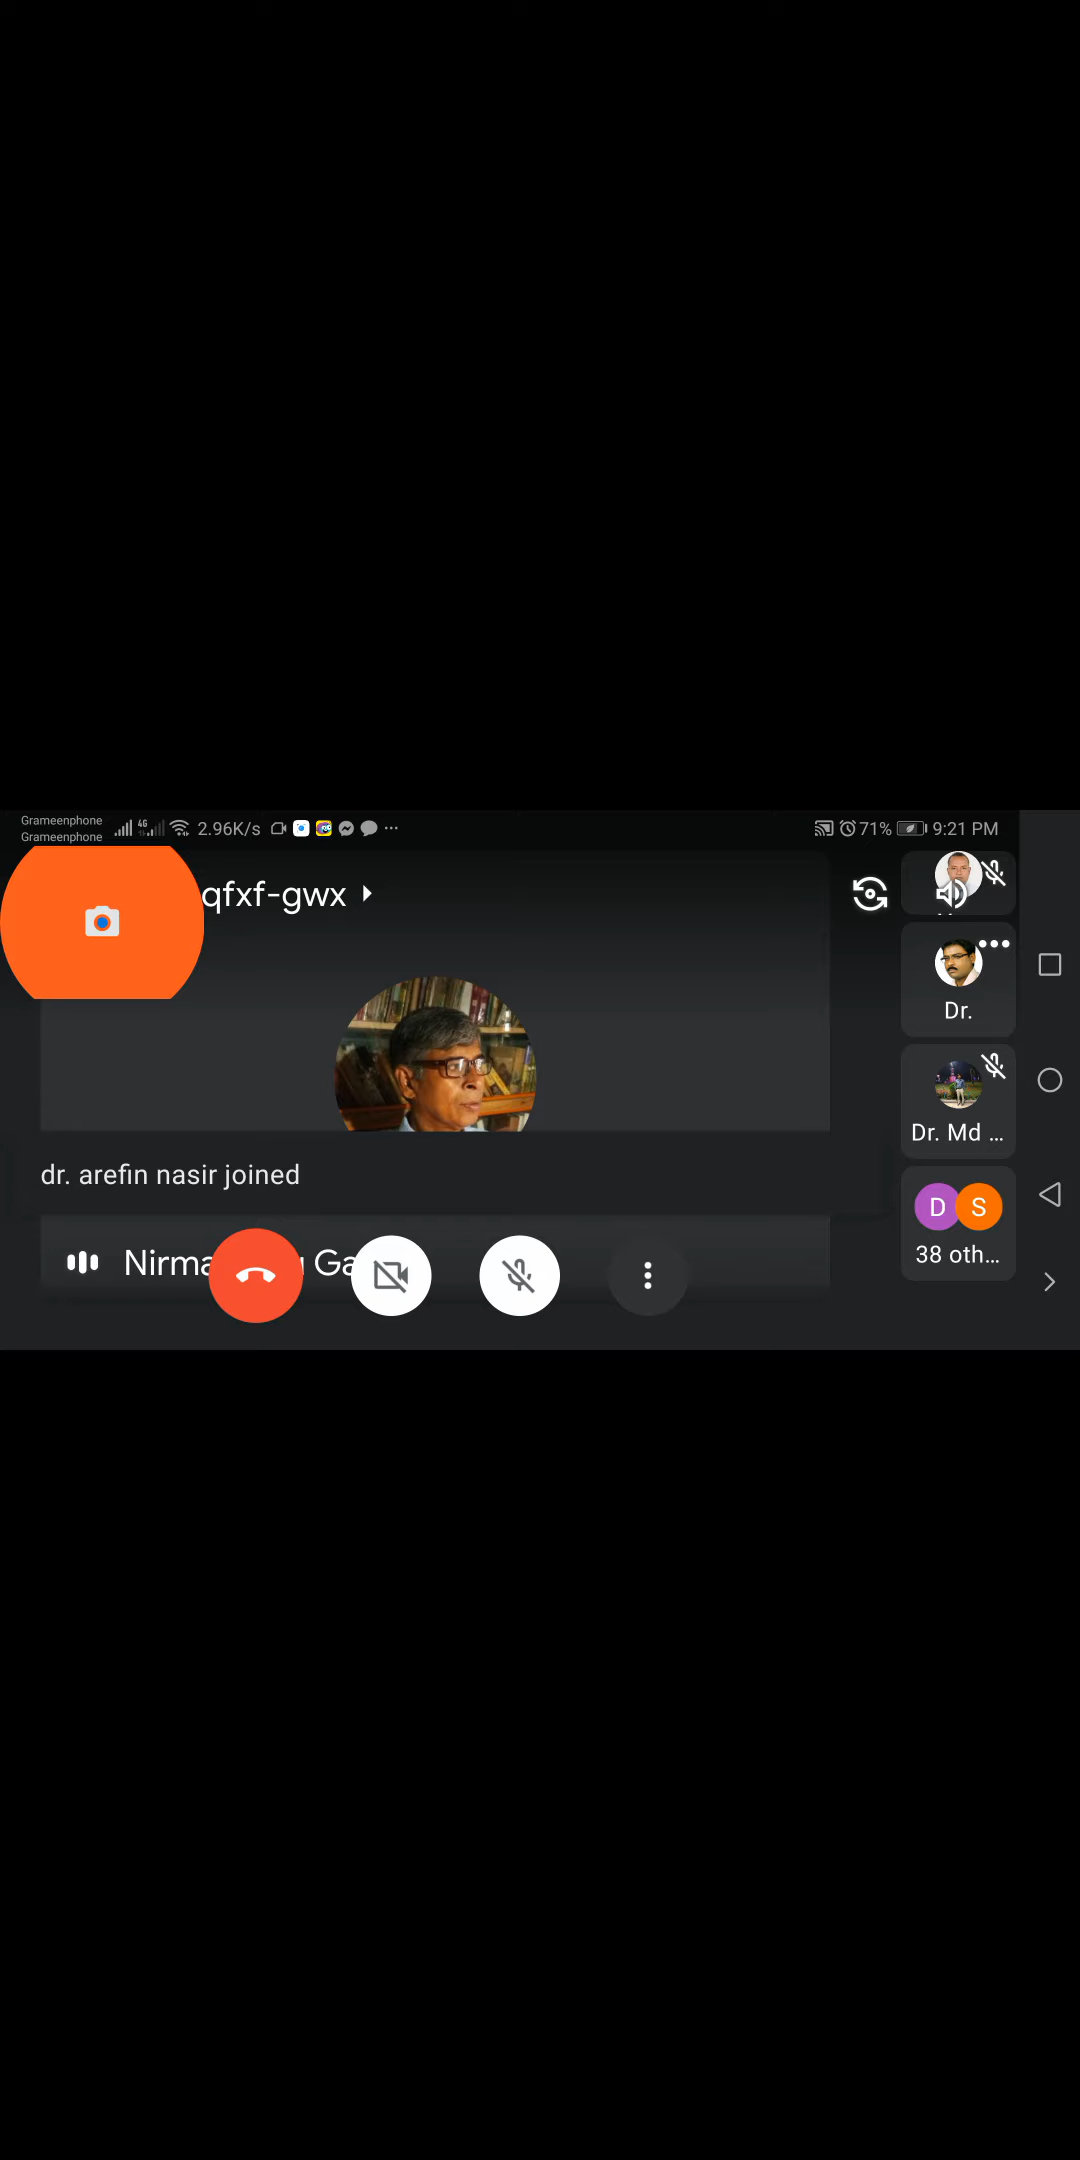 Grameenphone
Grameenphone
4G
2.96K/s
71%
9:21 PM
qfxf-gwx
Dr.
Dr. Md ...
dr. arefin nasir joined
D S
38 oth...
Ga